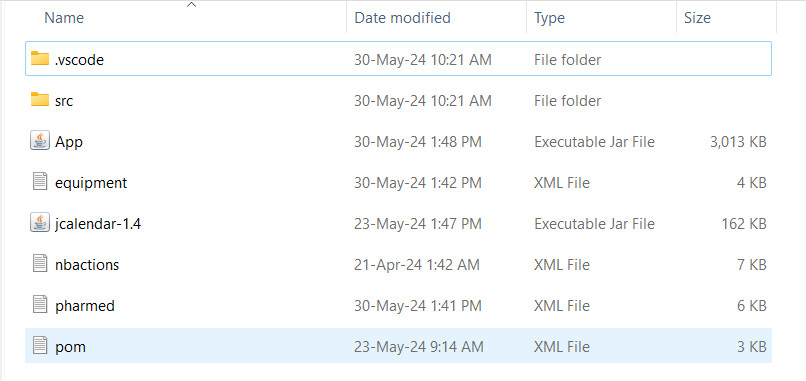 Name Date modified Type Size
.vscode 30-May-24 10:21 AM File folder
src 30-May-24 10:21 AM File folder
App 30-May-24 1:48 PM Executable Jar File 3,013 KB
equipment 30-May-24 1:42 PM XML File 4 KB
jcalendar-1.4 23-May-24 1:47 PM Executable Jar File 162 KB
nbactions 21-Apr-24 1:42 AM XML File 7 KB
pharmed 30-May-24 1:41 PM XML File 6 KB
pom 23-May-24 9:14 AM XML File 3 KB